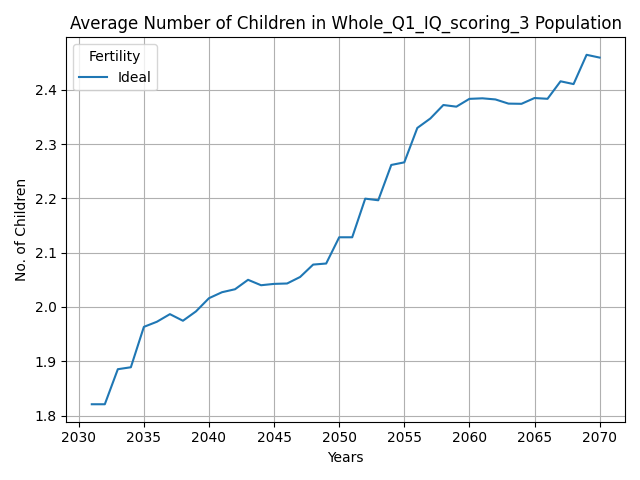 Average Number of Children in Whole_Q1_IQ_scoring_3 Population
Fertility
Ideal
No. of Children
2.4
2.3
2.2
2.1
2.0
1.9
1.8
2030 2035 2040 2045 2050 2055 2060 2065 2070
Years